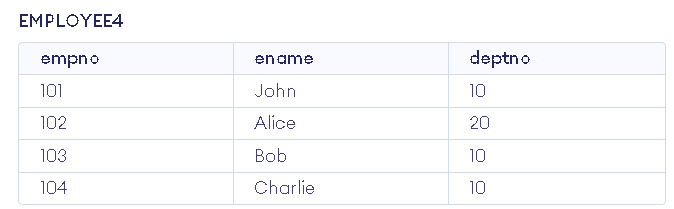 EMPLOYEE4
empno ename deptno
101 John 10
102 Alice 20
103 Bob 10
104 Charlie 10